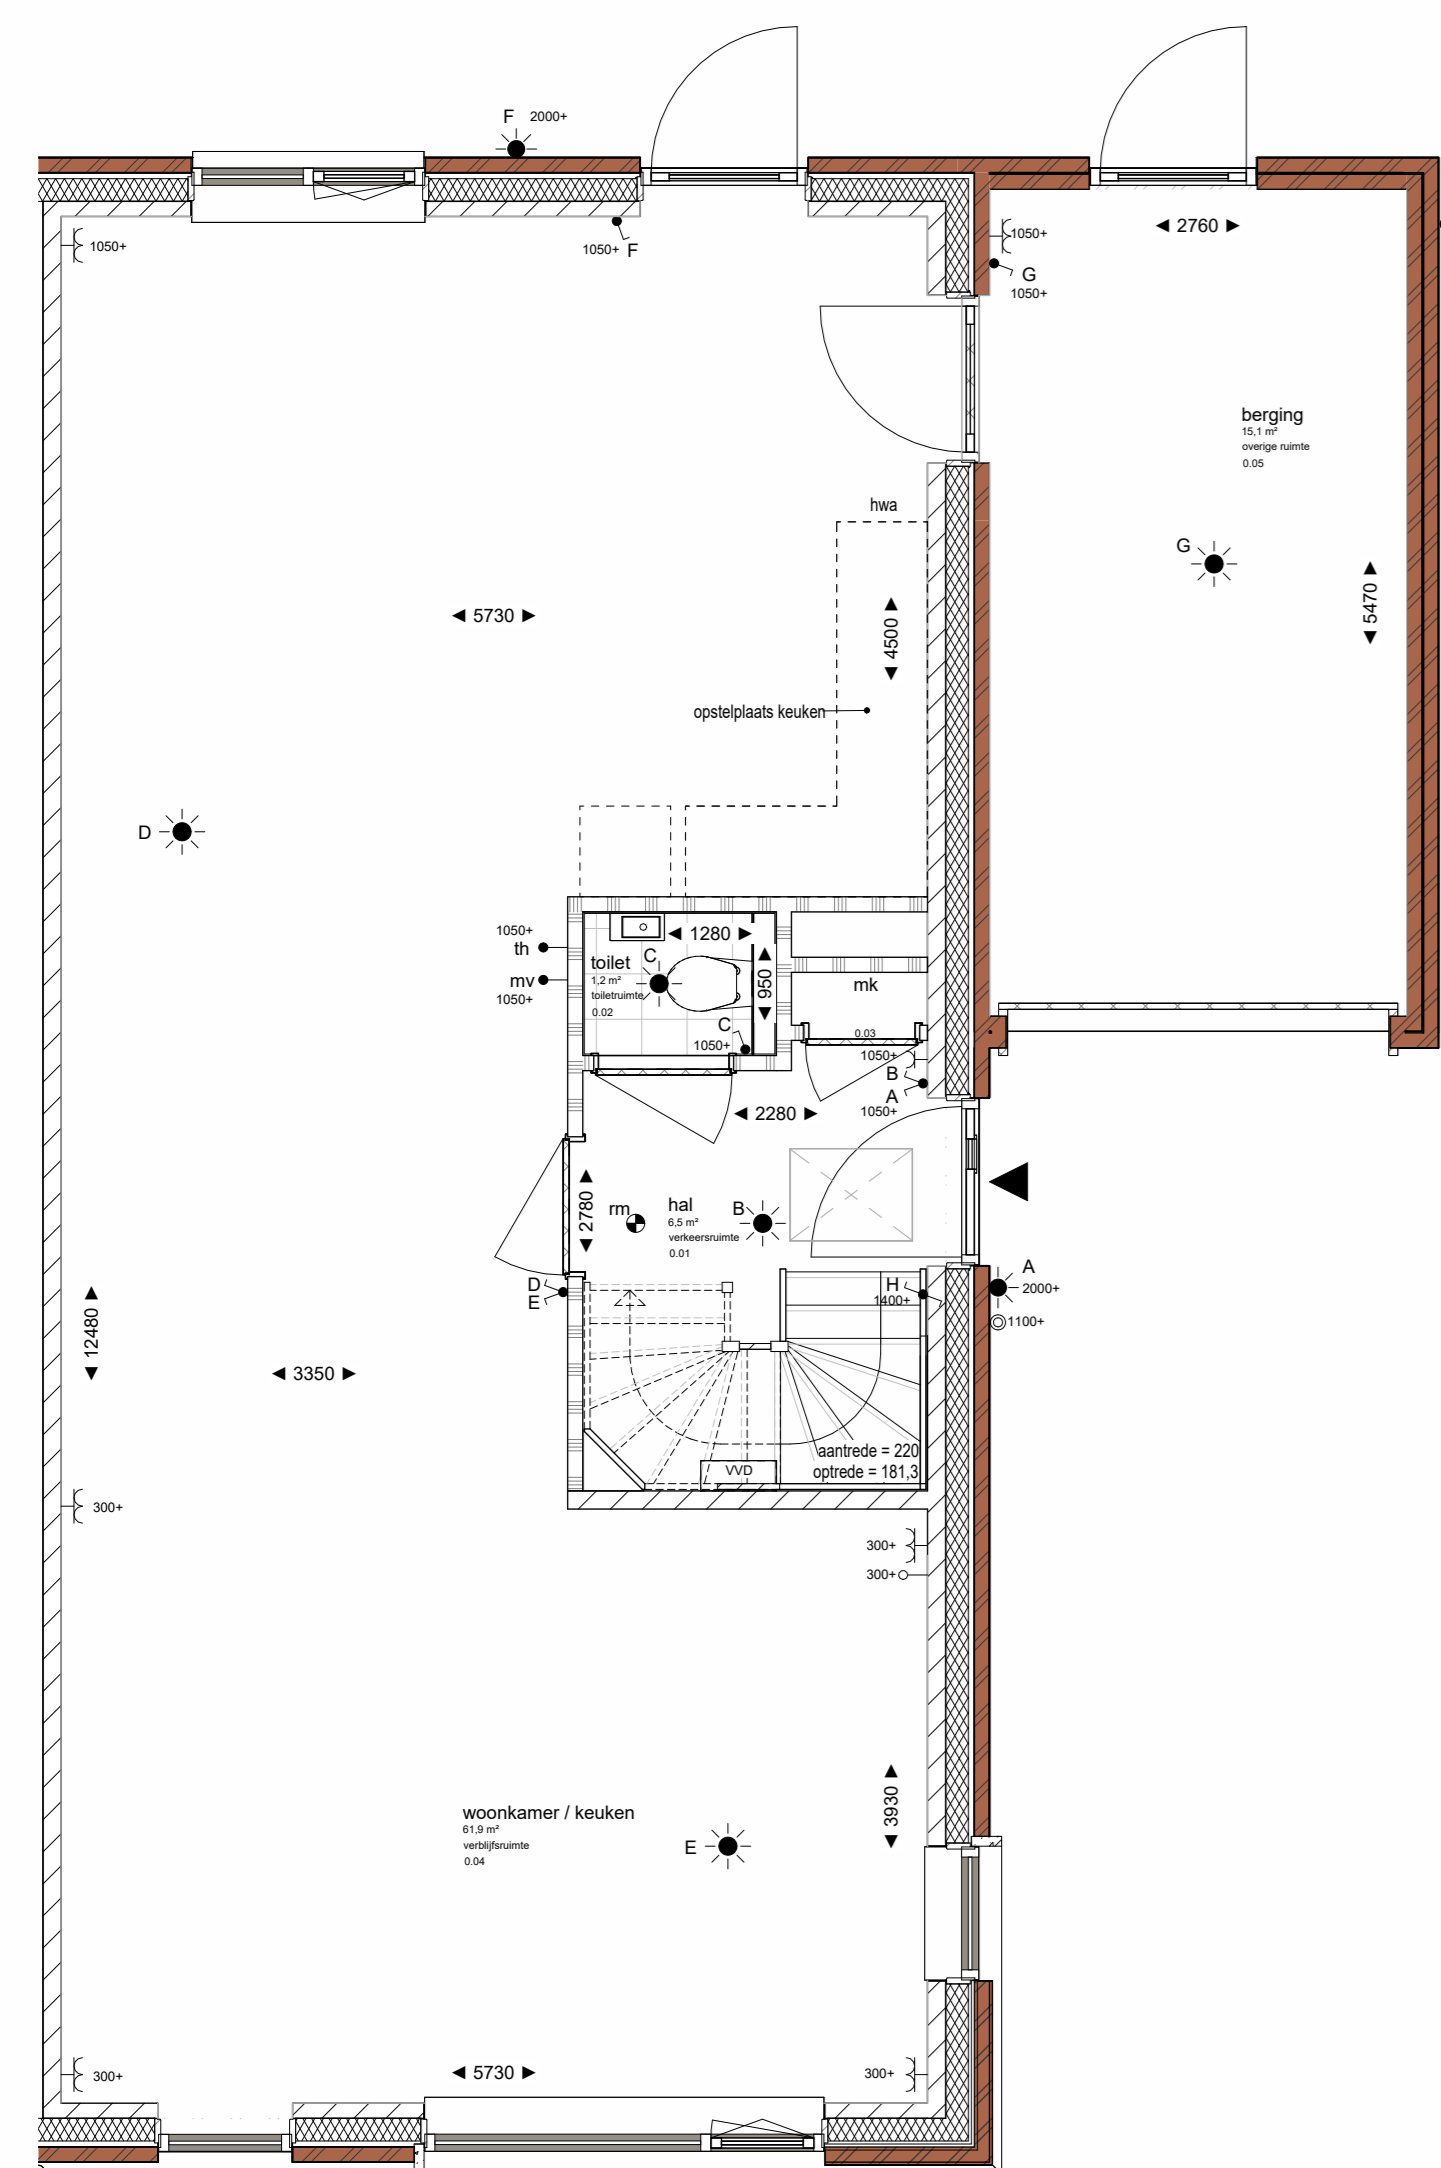 F 2000+
1050+
1050+ F
2760
1050+
G
1050+
berging
15,1 m²
overige ruimte
0.05
hwa
G
5730
4500
5470
opstelplaats keuken
D
1050+
th
mv
1050+
1280
toilet
C
1,2 m²
toiletruimte
0.02
950
C
1050+
mk
0.03
1050+
B
A
1050+
2280
2780
rm
hal
6,5 m²
verkeersruimte
0.01
B
D
E
H
1400+
A
2000+
1100+
12480
3350
aantrede = 220
optrede = 181,3
VVD
300+
300+
300+
3930
woonkamer / keuken
61,9 m²
verblijfsruimte
0.04
E
300+
5730
300+